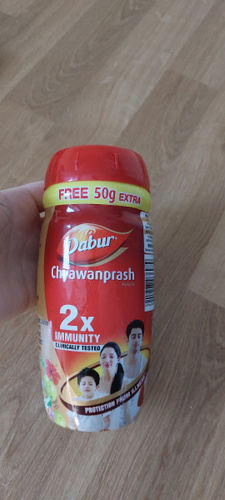 FREE 50g EXTRA
Dabur
Chyawanprash
2x
IMMUNITY
CLINICALLY TESTED
PROTECTION FROM